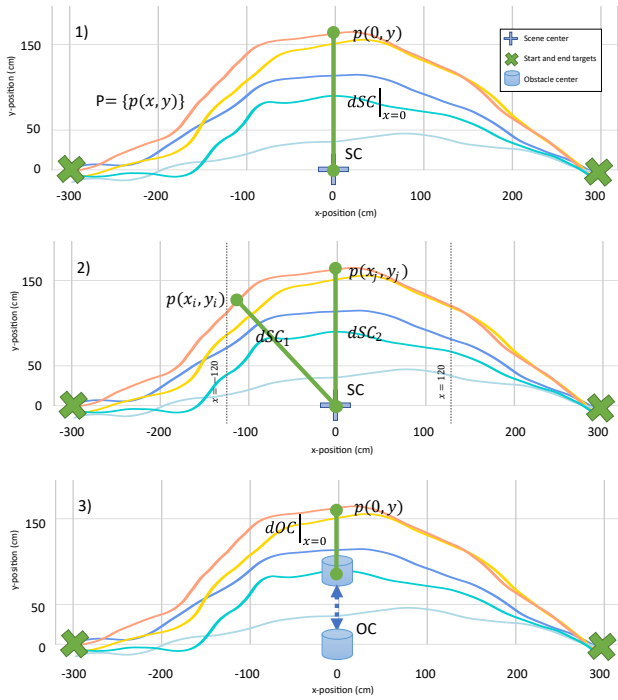 1)
p(0, y)
Scene center
Start and end targets
Obstacle center
P= {p(x, y)}
dSC|x=0
SC
y-position (cm)
150
50
0
-300
-200
-100
0
100
200
300
x-position (cm)
2)
p(xj, yj)
p(xi, yi)
dSC1
dSC2
x = −120
x = 120
SC
y-position (cm)
150
50
0
-300
-200
-100
0
100
200
300
x-position (cm)
3)
p(0, y)
dOC|x=0
OC
y-position (cm)
150
50
0
-300
-200
-100
0
100
200
300
x-position (cm)